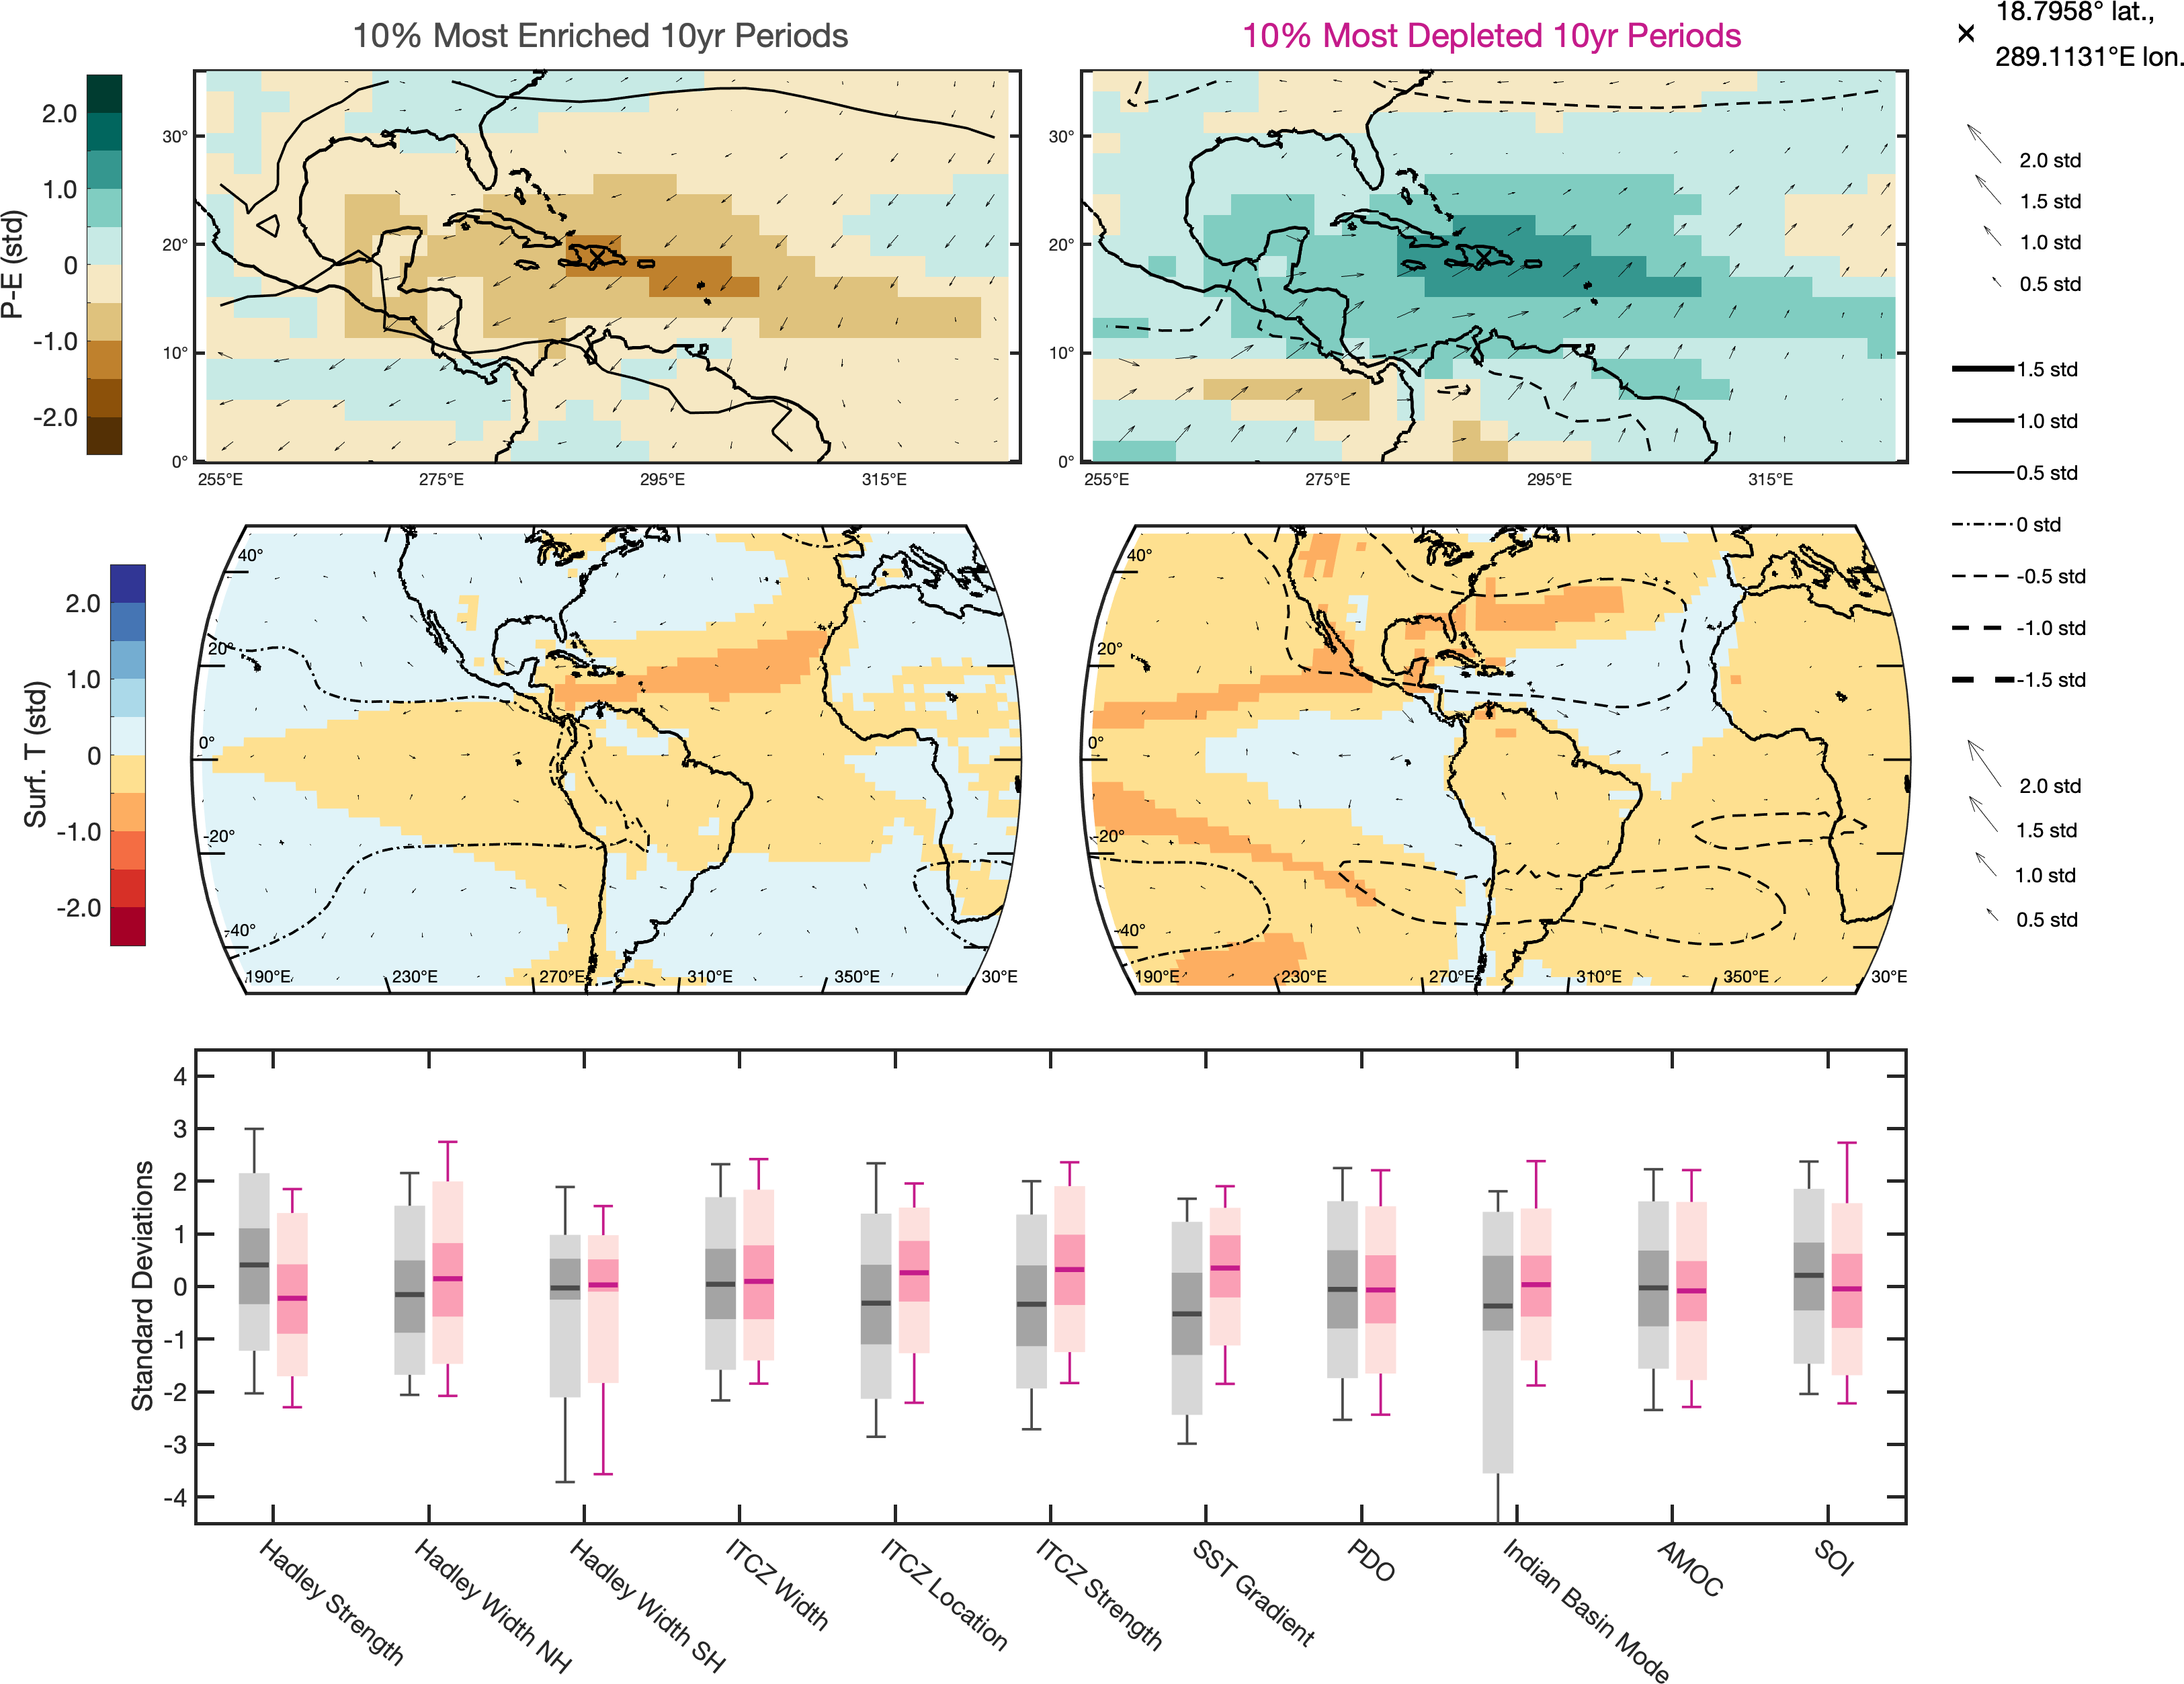 10% Most Enriched 10yr Periods
10% Most Depleted 10yr Periods
18.7958° lat.,
289.1131°E lon.
P-E (std)
2.0
1.0
0
-1.0
-2.0
30°
20°
10°
0°
255°E
275°E
295°E
315°E
30°
20°
10°
0°
255°E
275°E
295°E
315°E
2.0 std
1.5 std
1.0 std
0.5 std
1.5 std
1.0 std
0.5 std
0 std
-0.5 std
-1.0 std
-1.5 std
Surf. T (std)
2.0
1.0
0
-1.0
-2.0
40°
20°
0°
-20°
-40°
190°E
230°E
270°E
310°E
350°E
30°E
40°
20°
0°
-20°
-40°
190°E
230°E
270°E
310°E
350°E
30°E
2.0 std
1.5 std
1.0 std
0.5 std
Standard Deviations
4
3
2
1
0
-1
-2
-3
-4
Hadley Strength
Hadley Width NH
Hadley Width SH
ITCZ Width
ITCZ Location
ITCZ Strength
SST Gradient
PDO
Indian Basin Mode
AMOC
SOI